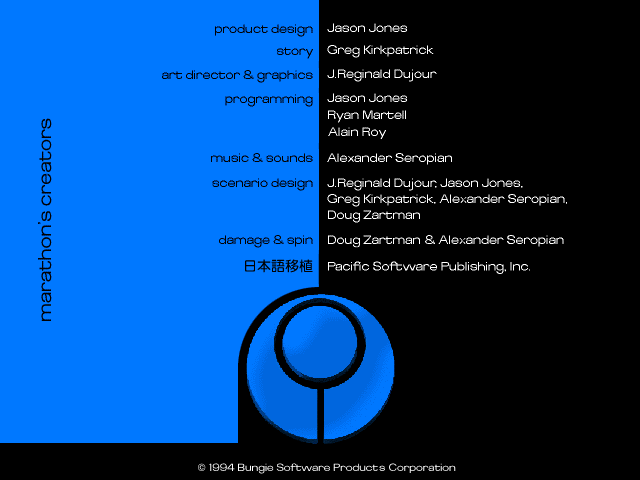 marathon's creators
product design Jason Jones
story Greg Kirkpatrick
art director & graphics J.Reginald Dujour
programming Jason Jones
Ryan Martell
Alain Roy
music & sounds Alexander Seropian
scenario design J.Reginald Dujour, Jason Jones,
Greg Kirkpatrick, Alexander Seropian,
Doug Zartman
damage & spin Doug Zartman & Alexander Seropian
日本語移植 Pacific Software Publishing, Inc.
© 1994 Bungie Software Products Corporation